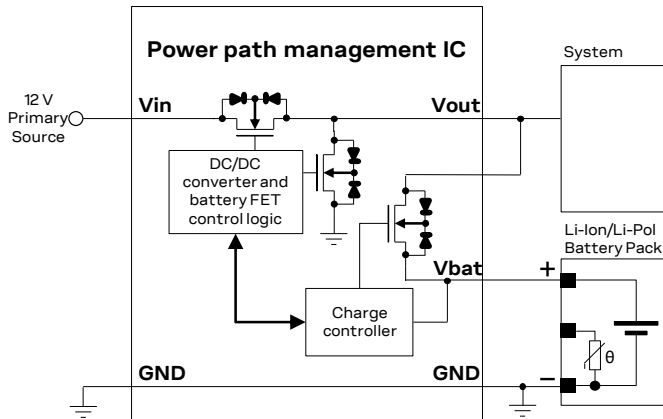 Power path management IC
System
12 V
Primary
Source
Vin
Vout
DC/DC
converter and
battery FET
control logic
Li-Ion/Li-Pol
Battery Pack
Vbat
+
Charge
controller
θ
GND
GND
−